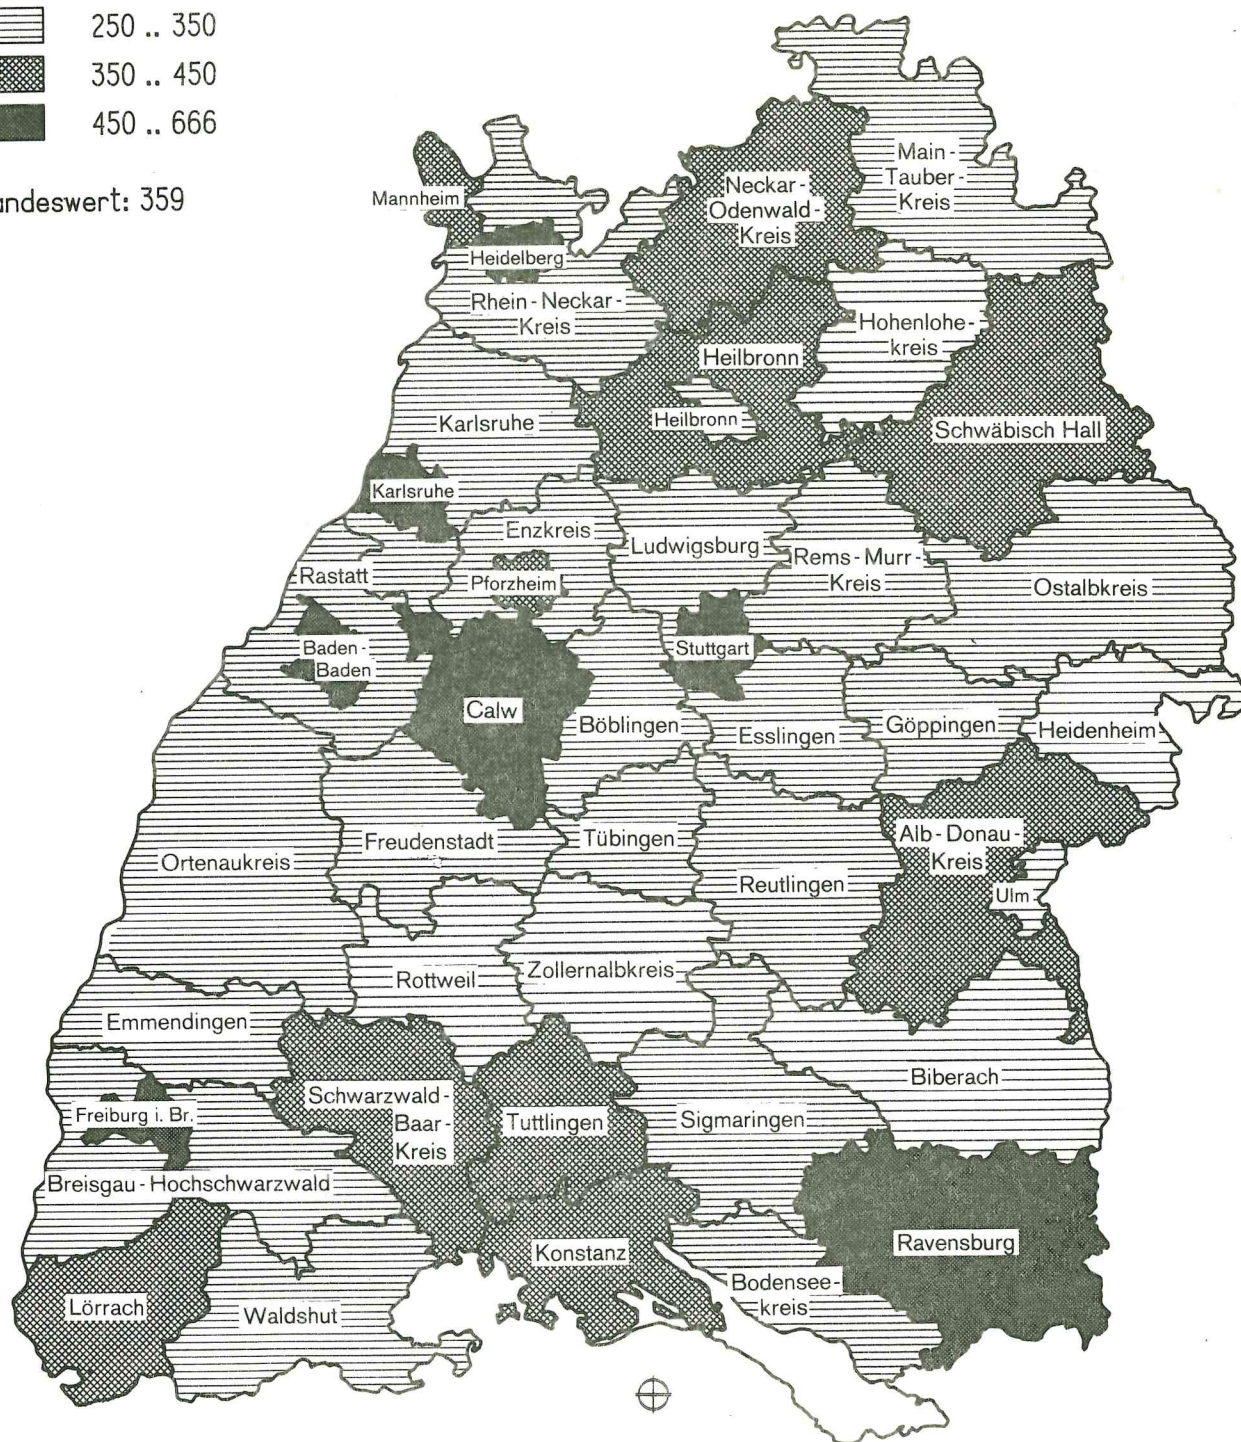 250 .. 350
350 .. 450
450 .. 666
andeswert: 359
Main-
Tauber-
Kreis
Neckar-
Odenwald-
Kreis
Mannheim
Heidelberg
Rhein-Neckar-
Kreis
Hohenlohe-
kreis
Heilbronn
Heilbronn
Karlsruhe
Schwäbisch Hall
Karlsruhe
Enzkreis
Ludwigsburg
Rems-Murr-
Kreis
Rastatt
Pforzheim
Ostalbkreis
Baden-
Baden
Stuttgart
Calw
Böblingen
Esslingen
Göppingen
Heidenheim
Freudenstadt
Tübingen
Alb-Donau-
Kreis
Ortenaukreis
Reutlingen
Ulm
Rottweil
Zollernalbkreis
Emmendingen
Biberach
Schwarzwald-
Baar-
Kreis
Tuttlingen
Sigmaringen
Freiburg i. Br.
Breisgau-Hochschwarzwald
Ravensburg
Konstanz
Bodensee-
kreis
Lörrach
Waldshut